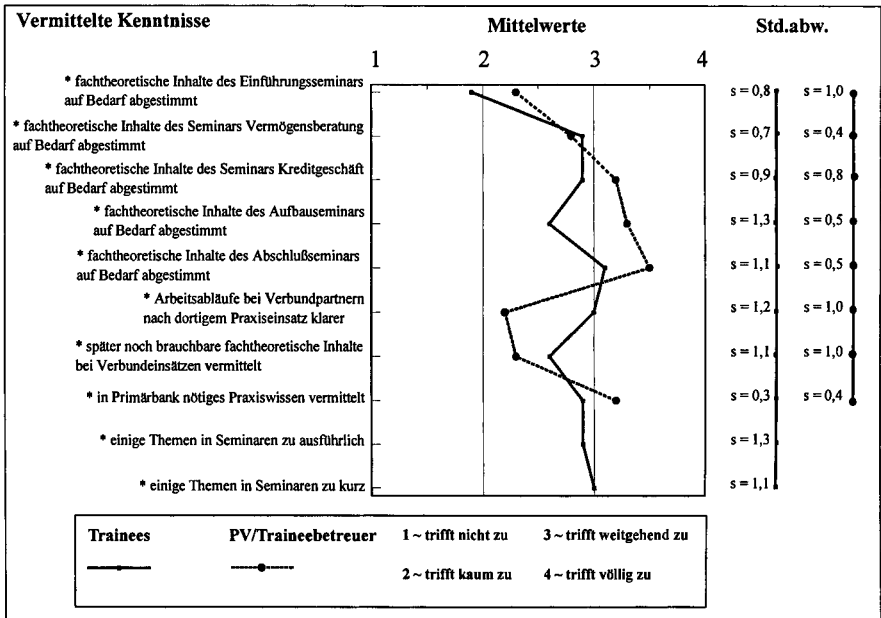 Vermittelte Kenntnisse
Mittelwerte
Std.abw.
1 2 3 4
* fachtheoretische Inhalte des Einführungsseminars
auf Bedarf abgestimmt
s = 0,8 s = 1,0
* fachtheoretische Inhalte des Seminars Vermögensberatung
auf Bedarf abgestimmt
s = 0,7 s = 0,4
* fachtheoretische Inhalte des Seminars Kreditgeschäft
auf Bedarf abgestimmt
s = 0,9 s = 0,8
* fachtheoretische Inhalte des Aufbauseminars
auf Bedarf abgestimmt
s = 1,3 s = 0,5
* fachtheoretische Inhalte des Abschlußseminars
auf Bedarf abgestimmt
s = 1,1 s = 0,5
* Arbeitsabläufe bei Verbundpartnern
nach dortigem Praxiseinsatz klarer
s = 1,2 s = 1,0
* später noch brauchbare fachtheoretische Inhalte
bei Verbundeinsätzen vermittelt
s = 1,1 s = 1,0
* in Primärbank nötiges Praxiswissen vermittelt
s = 0,3 s = 0,4
* einige Themen in Seminaren zu ausführlich
s = 1,3
* einige Themen in Seminaren zu kurz
s = 1,1
Trainees PV/Traineebetreuer 1 ~ trifft nicht zu 3 ~ trifft weitgehend zu
2 ~ trifft kaum zu 4 ~ trifft völlig zu